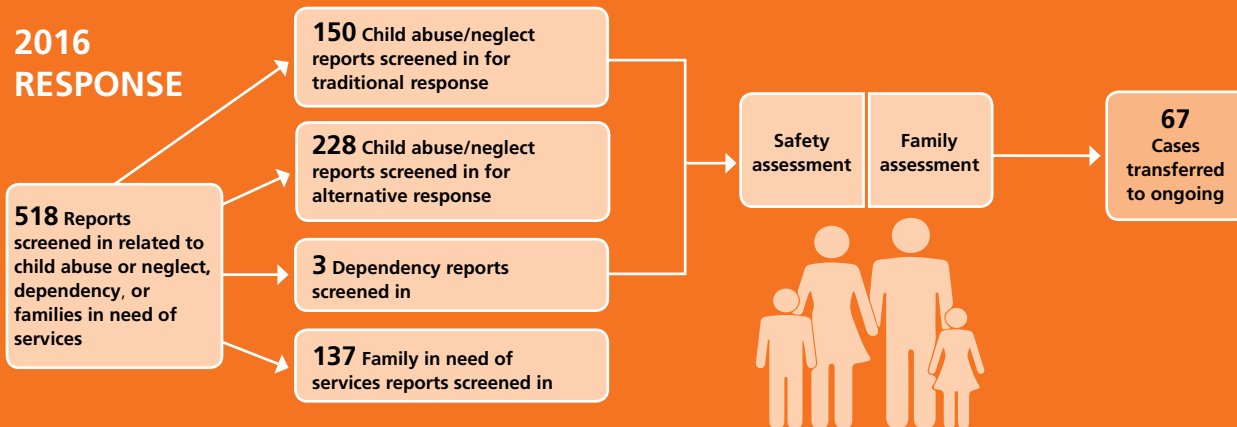 2016
RESPONSE
518 Reports
screened in related to
child abuse or neglect,
dependency, or
families in need of
services
150 Child abuse/neglect
reports screened in for
traditional response
228 Child abuse/neglect
reports screened in for
alternative response
3 Dependency reports
screened in
137 Family in need of
services reports screened in
Safety
assessment
Family
assessment
67
Cases
transferred
to ongoing